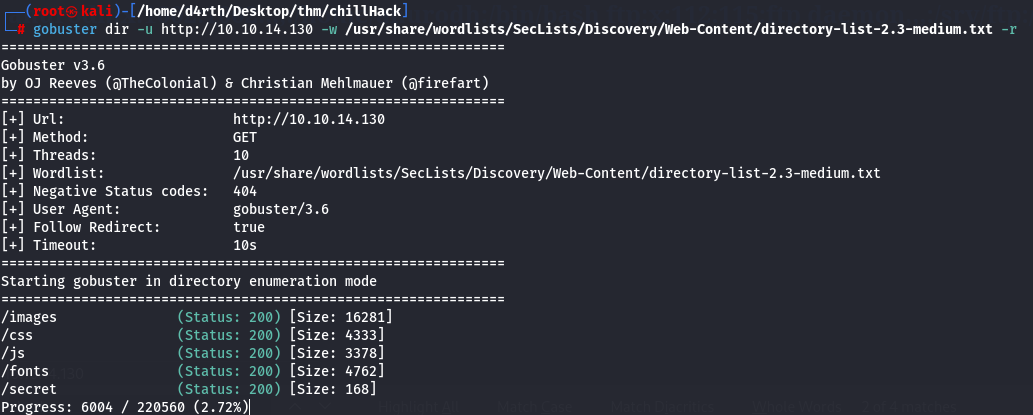 ┌──(root㉿kali)-[/home/d4rth/Desktop/thm/chillHack]
└─# gobuster dir -u http://10.10.14.130 -w /usr/share/wordlists/SecLists/Discovery/Web-Content/directory-list-2.3-medium.txt -r
===============================================================
Gobuster v3.6
by OJ Reeves (@TheColonial) & Christian Mehlmauer (@firefart)
===============================================================
[+] Url:                     http://10.10.14.130
[+] Method:                  GET
[+] Threads:                 10
[+] Wordlist:                /usr/share/wordlists/SecLists/Discovery/Web-Content/directory-list-2.3-medium.txt
[+] Negative Status codes:   404
[+] User Agent:              gobuster/3.6
[+] Follow Redirect:         true
[+] Timeout:                 10s
===============================================================
Starting gobuster in directory enumeration mode
===============================================================
/images               (Status: 200) [Size: 16281]
/css                  (Status: 200) [Size: 4333]
/js                   (Status: 200) [Size: 3378]
/fonts                (Status: 200) [Size: 4762]
/secret               (Status: 200) [Size: 168]
Progress: 6004 / 220560 (2.72%)